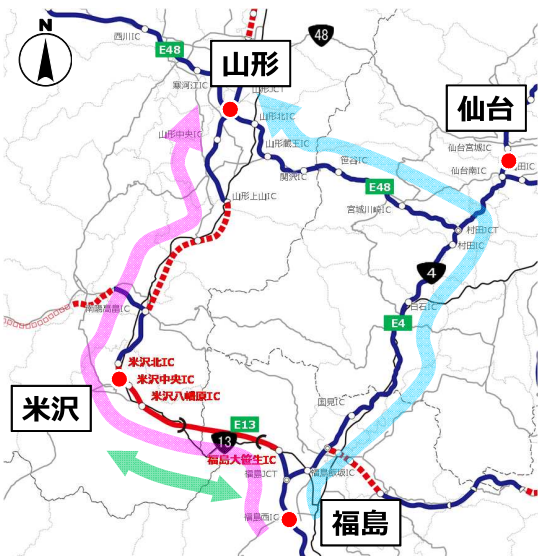 N
48
西川IC
E48
山形
寒河江IC
山形JCT
山形北IC
仙台
山形中央IC
山形蔵王IC
仙台宮城IC
笹谷IC
関沢IC
仙台南IC
E48
山形上山IC
宮城川崎IC
村田JCT
村田IC
4
白石IC
南陽高畠IC
E4
米沢北IC
米沢中央IC
米沢八幡原IC
国見IC
米沢
E13
13
福島大笹生IC
福島JCT
福島飯坂IC
福島西IC
福島